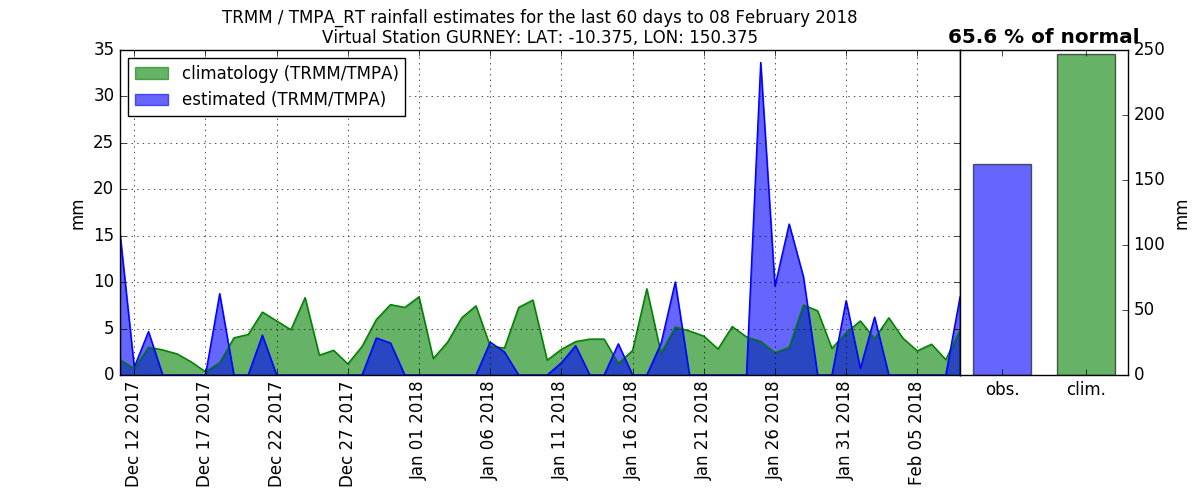 TRMM / TMPA_RT rainfall estimates for the last 60 days to 08 February 2018
Virtual Station GURNEY: LAT: -10.375, LON: 150.375
65.6 % of normal
climatology (TRMM/TMPA)
estimated (TRMM/TMPA)
mm
35
30
25
20
15
10
5
0
Dec 12 2017
Dec 17 2017
Dec 22 2017
Dec 27 2017
Jan 01 2018
Jan 06 2018
Jan 11 2018
Jan 16 2018
Jan 21 2018
Jan 26 2018
Jan 31 2018
Feb 05 2018
obs.
clim.
250
200
150
100
50
0
mm